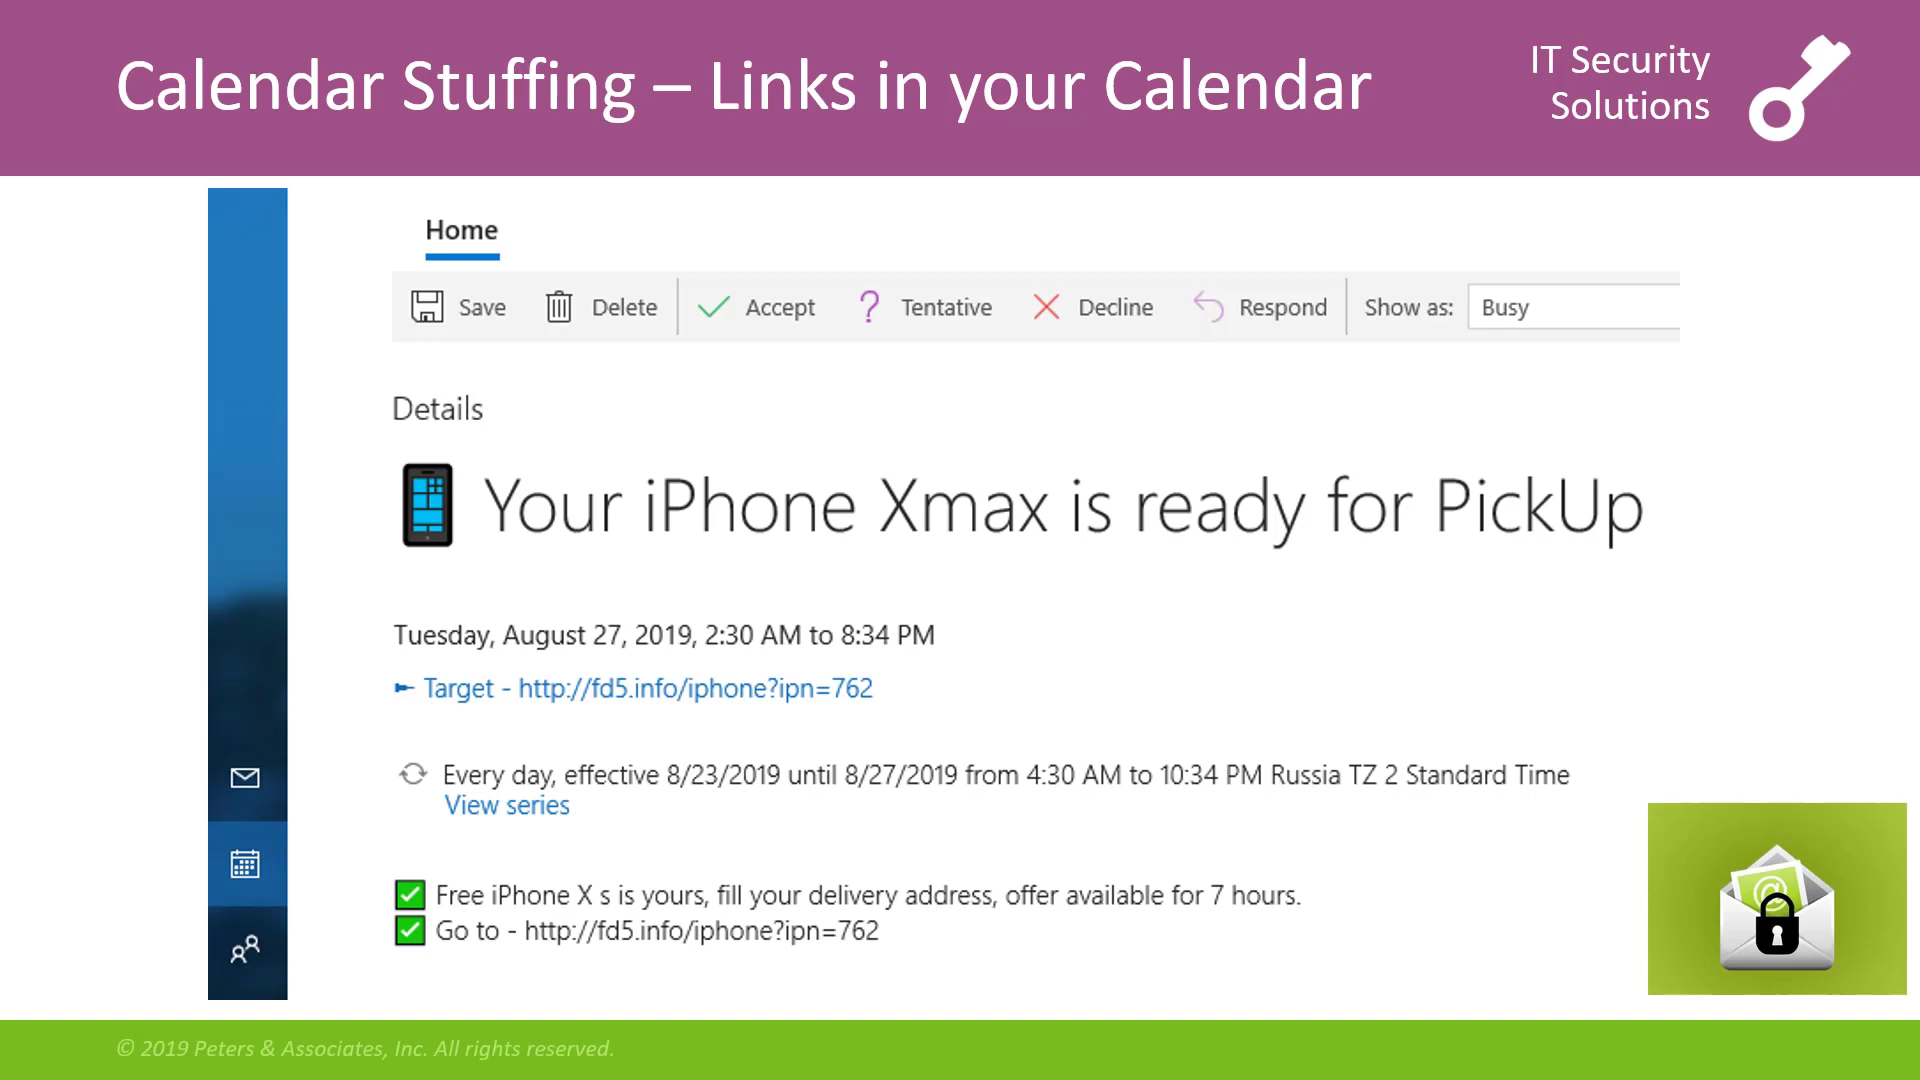 Calendar Stuffing – Links in your Calendar
IT Security
Solutions
Home
Save Delete Accept Tentative Decline Respond Show as: Busy
Details
Your iPhone Xmax is ready for PickUp
Tuesday, August 27, 2019, 2:30 AM to 8:34 PM
Target - http://fd5.info/iphone?ipn=762
Every day, effective 8/23/2019 until 8/27/2019 from 4:30 AM to 10:34 PM Russia TZ 2 Standard Time
View series
Free iPhone X s is yours, fill your delivery address, offer available for 7 hours.
Go to - http://fd5.info/iphone?ipn=762
© 2019 Peters & Associates, Inc. All rights reserved.